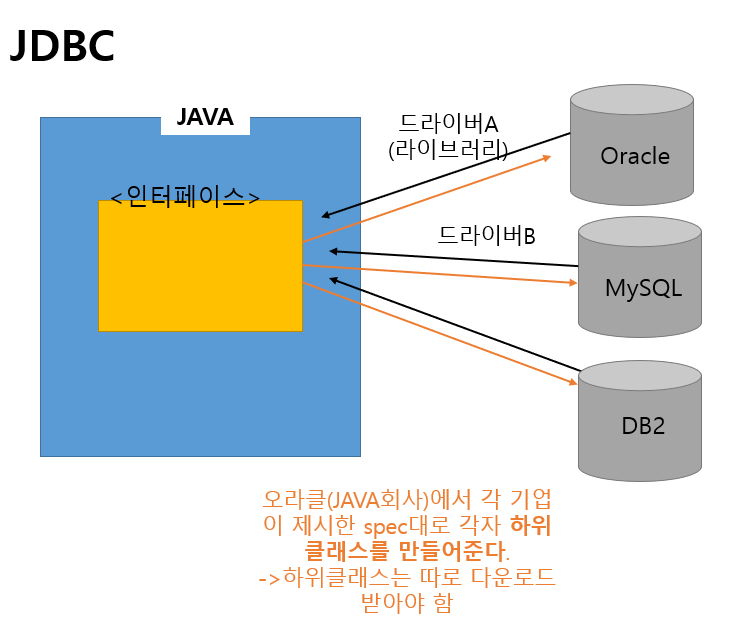 JDBC
JAVA
<인터페이스>
드라이버A
(라이브러리)
Oracle
드라이버B
MySQL
DB2
오라클(JAVA회사)에서 각 기업
이 제시한 spec대로 각자 하위
클래스를 만들어준다.
->하위클래스는 따로 다운로드
받아야 함